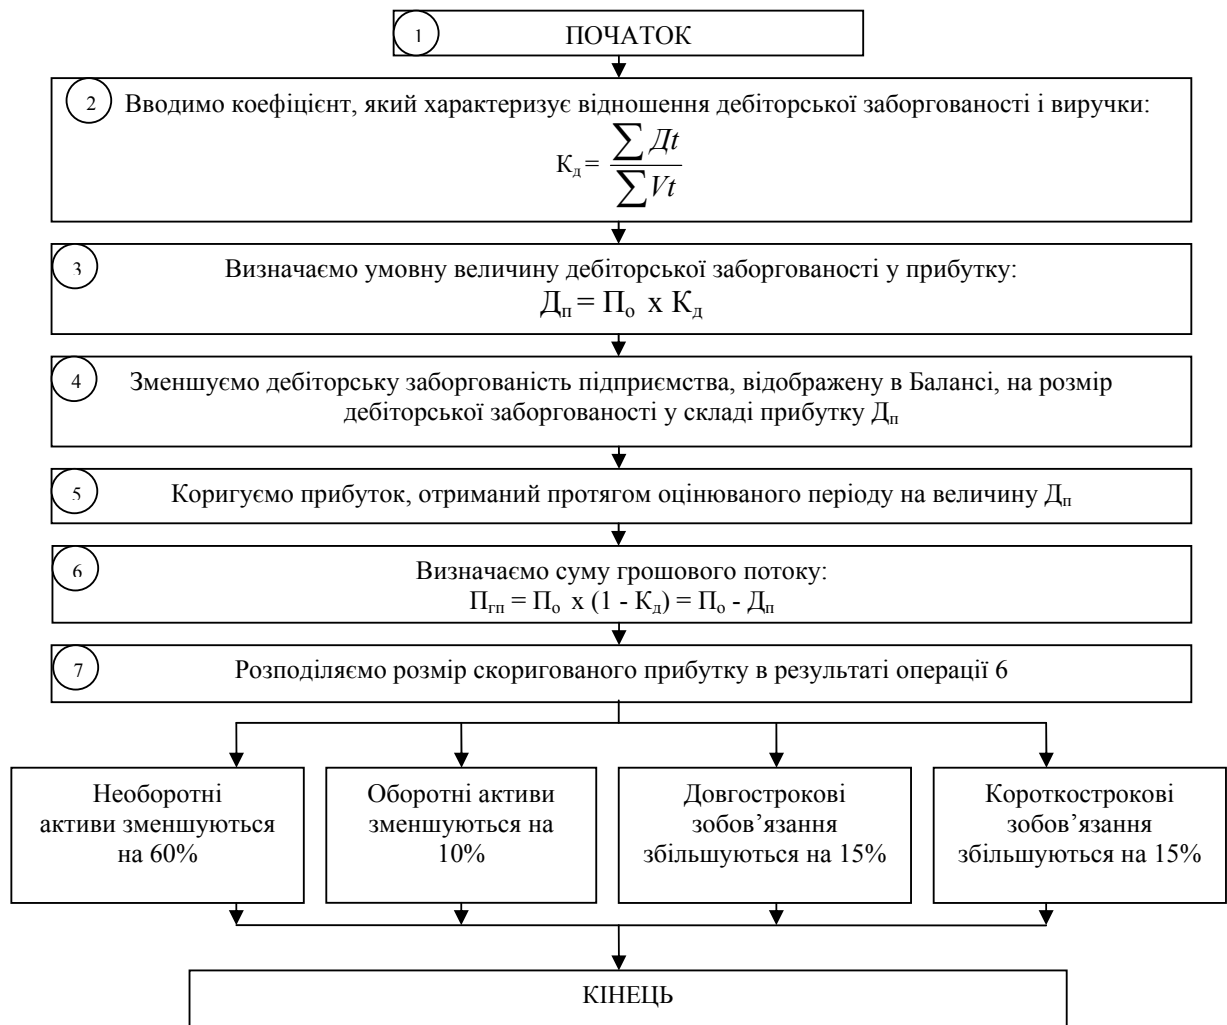 1 ПОЧАТОК
2 Вводимо коефіцієнт, який характеризує відношення дебіторської заборгованості і виручки:
Kд = ∑ Дt / ∑ Vt
3 Визначаємо умовну величину дебіторської заборгованості у прибутку:
Дп = По х Кд
4 Зменшуємо дебіторську заборгованість підприємства, відображену в Балансі, на розмір
дебіторської заборгованості у складі прибутку Дп
5 Коригуємо прибуток, отриманий протягом оцінюваного періоду на величину Дп
6 Визначаємо суму грошового потоку:
Пгп = По х (1 - Кд) = По - Дп
7 Розподіляємо розмір скоригованого прибутку в результаті операції 6
Необоротні
активи зменшуються
на 60%
Оборотні активи
зменшуються на
10%
Довгострокові
зобов’язання
збільшуються на 15%
Короткострокові
зобов’язання
збільшуються на 15%
КІНЕЦЬ